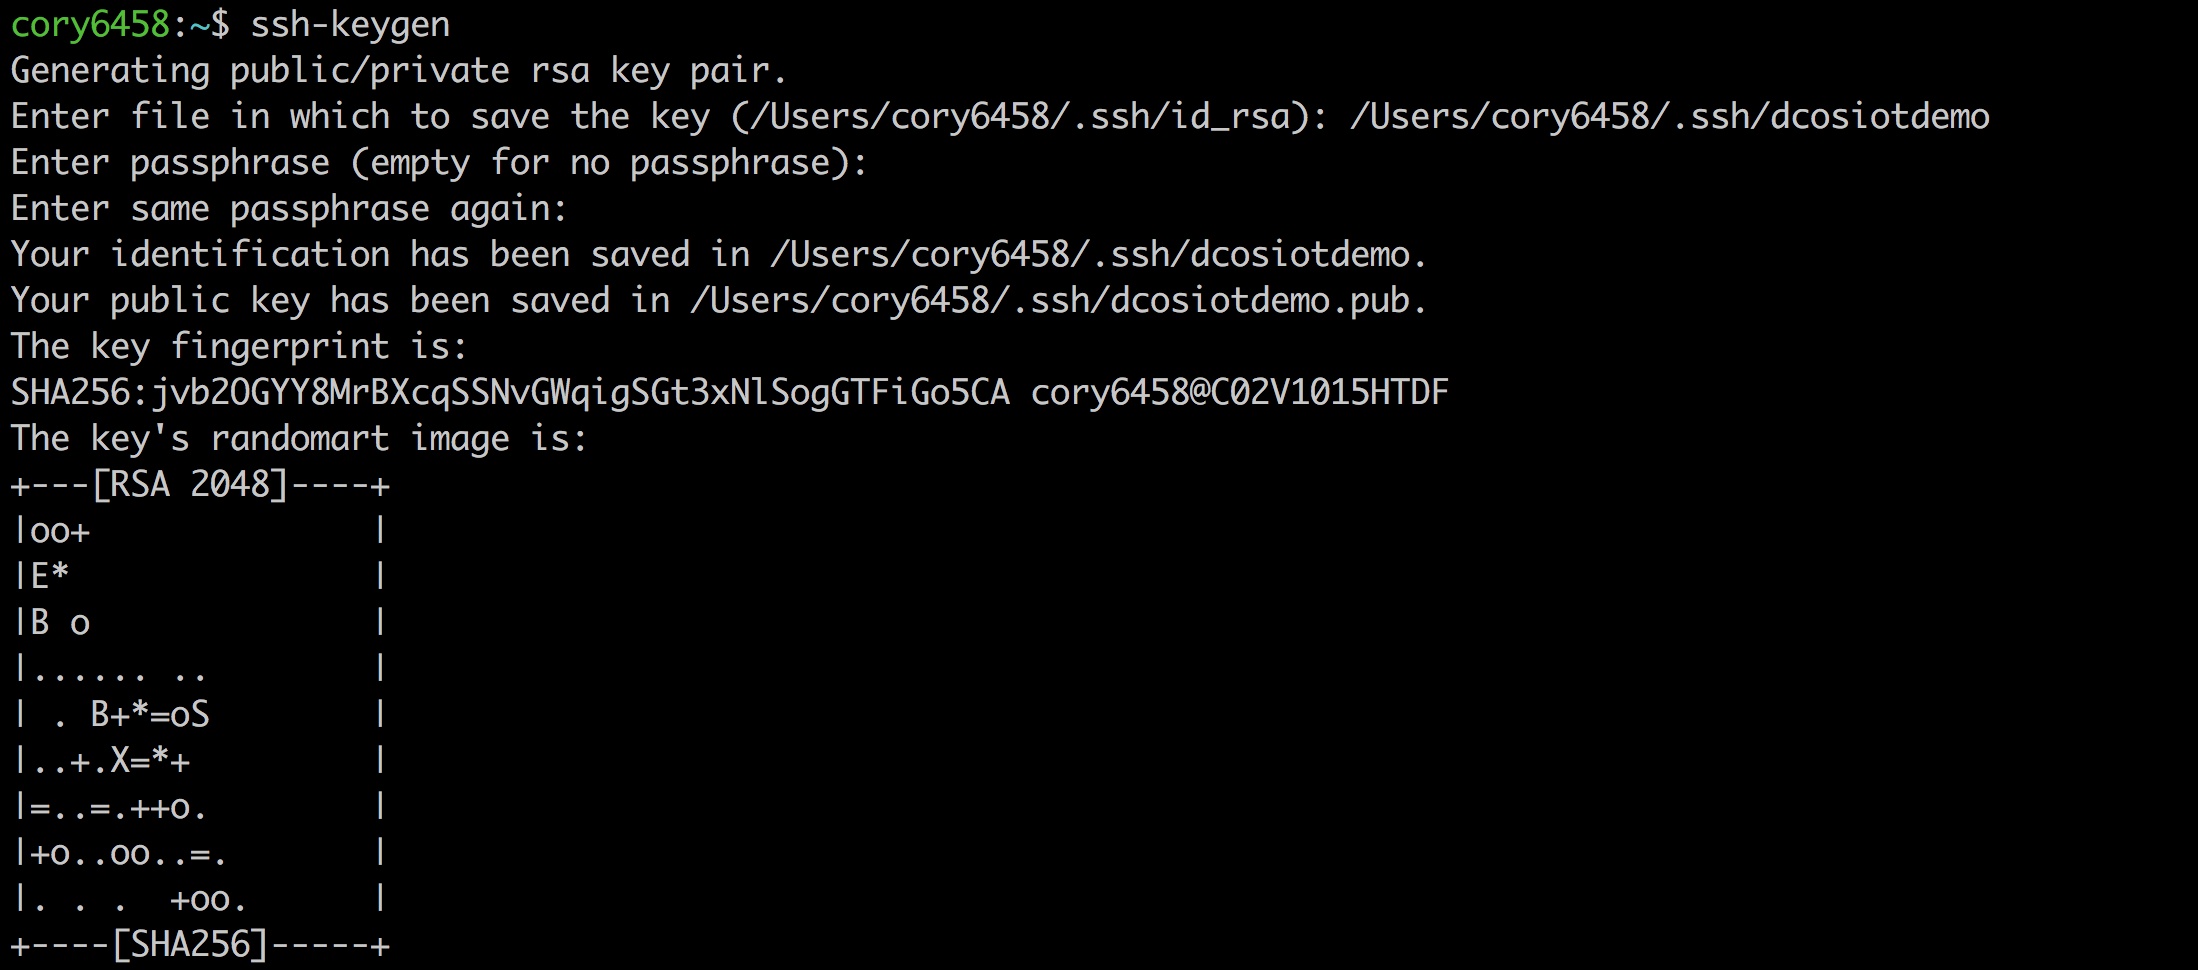 cory6458:~$ ssh-keygen
Generating public/private rsa key pair.
Enter file in which to save the key (/Users/cory6458/.ssh/id_rsa): /Users/cory6458/.ssh/dcosiotdemo
Enter passphrase (empty for no passphrase):
Enter same passphrase again:
Your identification has been saved in /Users/cory6458/.ssh/dcosiotdemo.
Your public key has been saved in /Users/cory6458/.ssh/dcosiotdemo.pub.
The key fingerprint is:
SHA256:jvb2OGYY8MrBXcqSSNvGWqigSGt3xNlSogGTFiGo5CA cory6458@C02V1015HTDF
The key's randomart image is:
+---[RSA 2048]----+
|oo+              |
|E*               |
|B o              |
|...... ..        |
| . B+*=oS        |
|..+.X=*+         |
|=..=.++o.        |
|+o..oo..=.       |
|. . .  +oo.      |
+----[SHA256]-----+